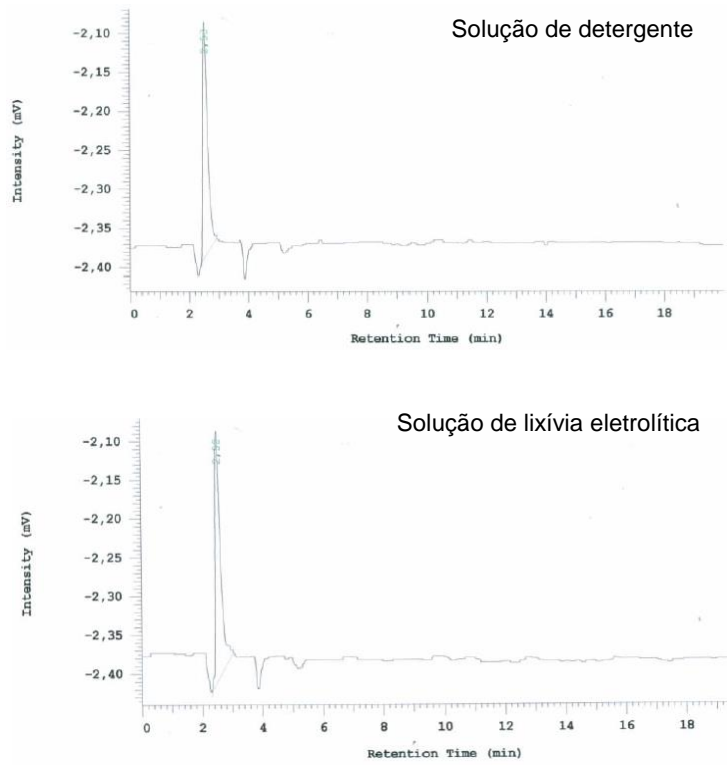 Solução de detergente
2,53
-2,10
-2,15
-2,20
-2,25
-2,30
-2,35
-2,40
Intensity (mV)
0 2 4 6 8 10 12 14 16 18
Retention Time (min)
Solução de lixívia eletrolítica
-2,10
-2,15
-2,20
-2,25
-2,30
-2,35
-2,40
Intensity (mV)
0 2 4 6 8 10 12 14 16
Retention Time (min)